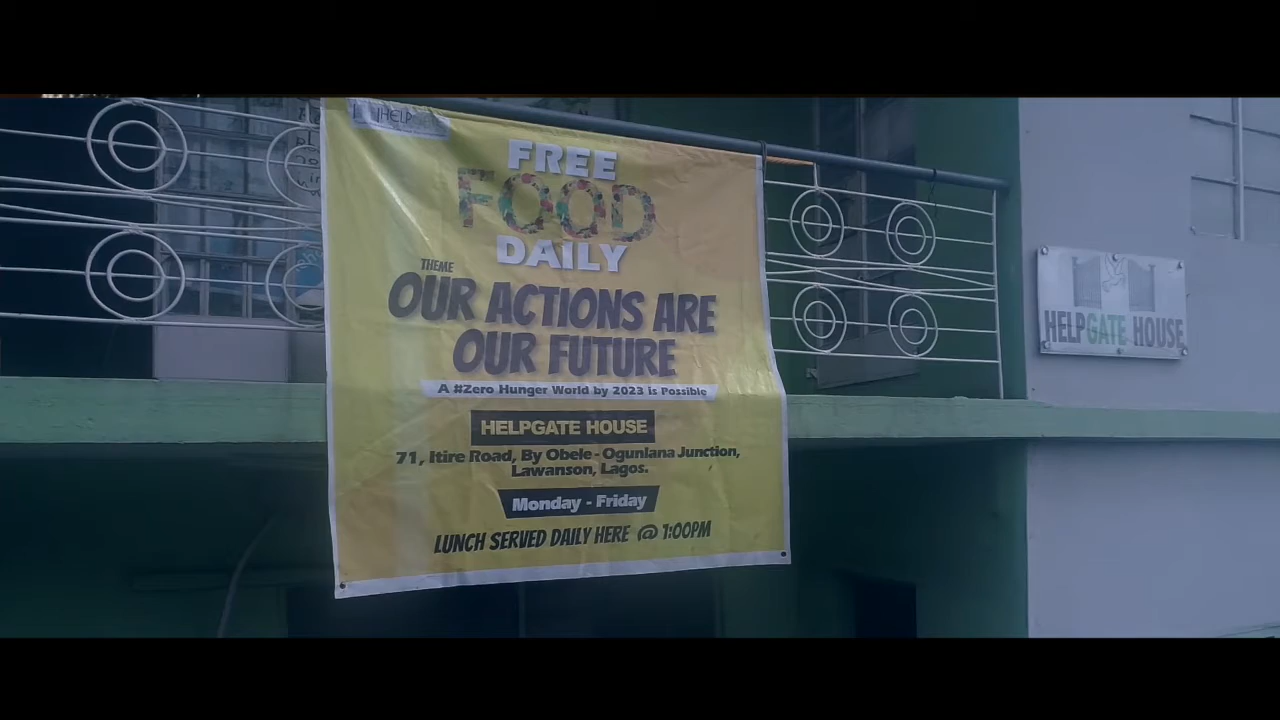 HELP
FREE
FOOD
DAILY
THEME
OUR ACTIONS ARE
OUR FUTURE
A #Zero Hunger World by 2023 is Possible
HELPGATE HOUSE
71, Itire Road, By Obele - Ogunlana Junction,
Lawanson, Lagos.
Monday - Friday
LUNCH SERVED DAILY HERE @ 1:00PM
HELPGATE HOUSE